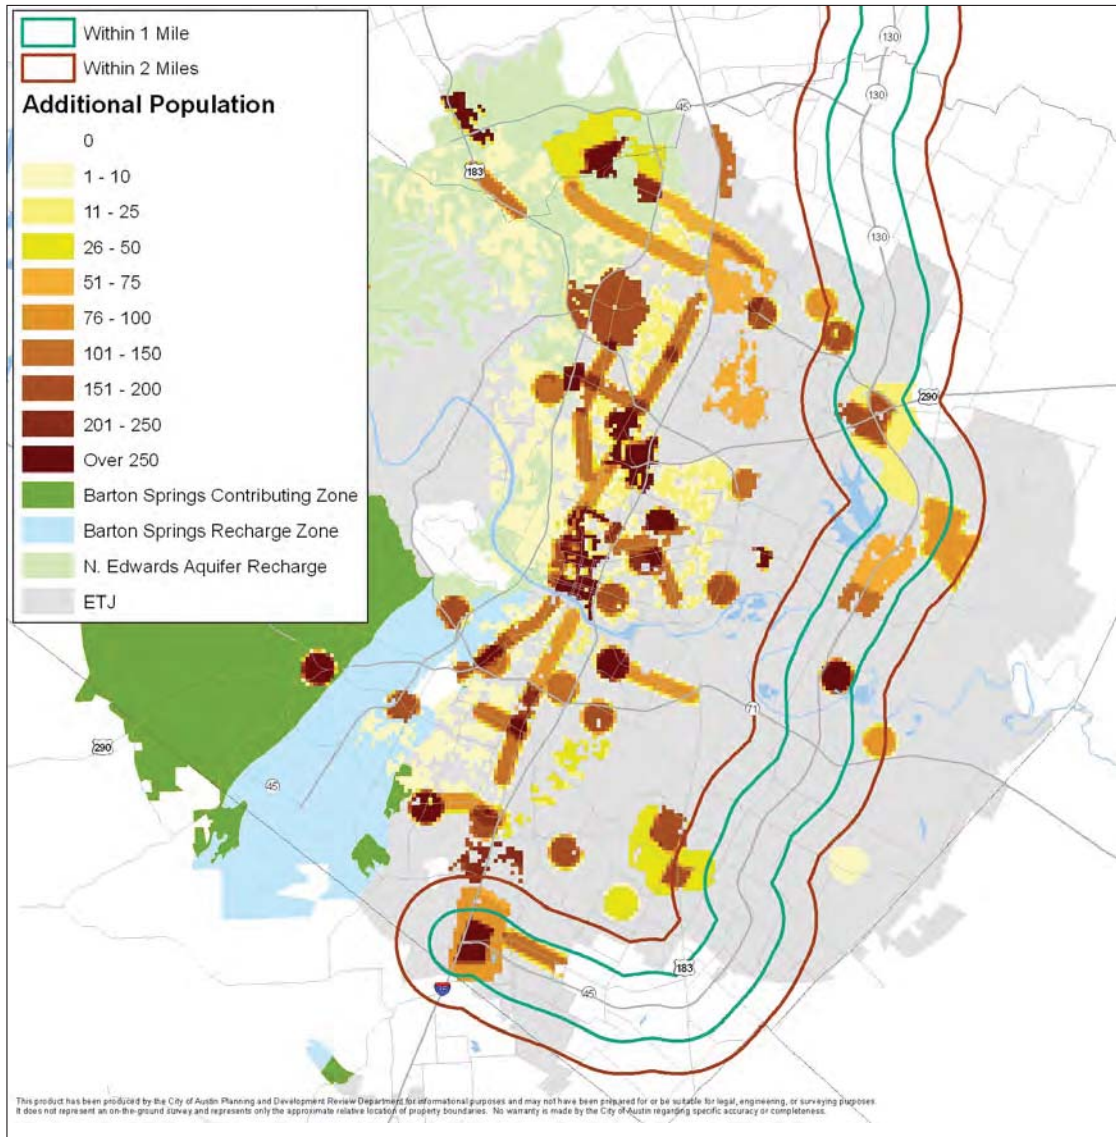 Within 1 Mile
Within 2 Miles
Additional Population
0
1 - 10
11 - 25
26 - 50
51 - 75
76 - 100
101 - 150
151 - 200
201 - 250
Over 250
Barton Springs Contributing Zone
Barton Springs Recharge Zone
N. Edwards Aquifer Recharge
ETJ
130
130
45
183
130
290
71
290
45
183
45
This product has been produced by the City of Austin Planning and Development Review Department for informational purposes and may not have been prepared for or be suitable for legal, engineering, or surveying purposes.
It does not represent an on-the-ground survey and represents only the approximate relative location of property boundaries. No warranty is made by the City of Austin regarding specific accuracy or completeness.